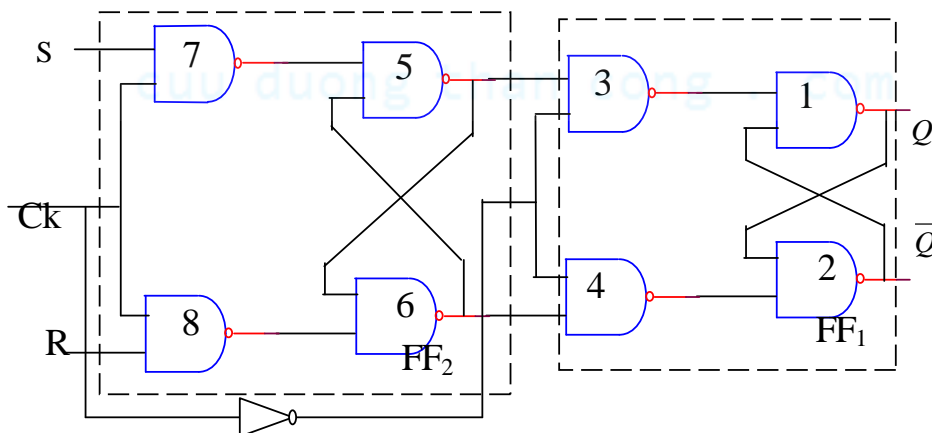 S
7
5
3
1
cuu duong than cong . com
Q
Ck
Q̅
8
6
4
2
R
FF₂
FF₁